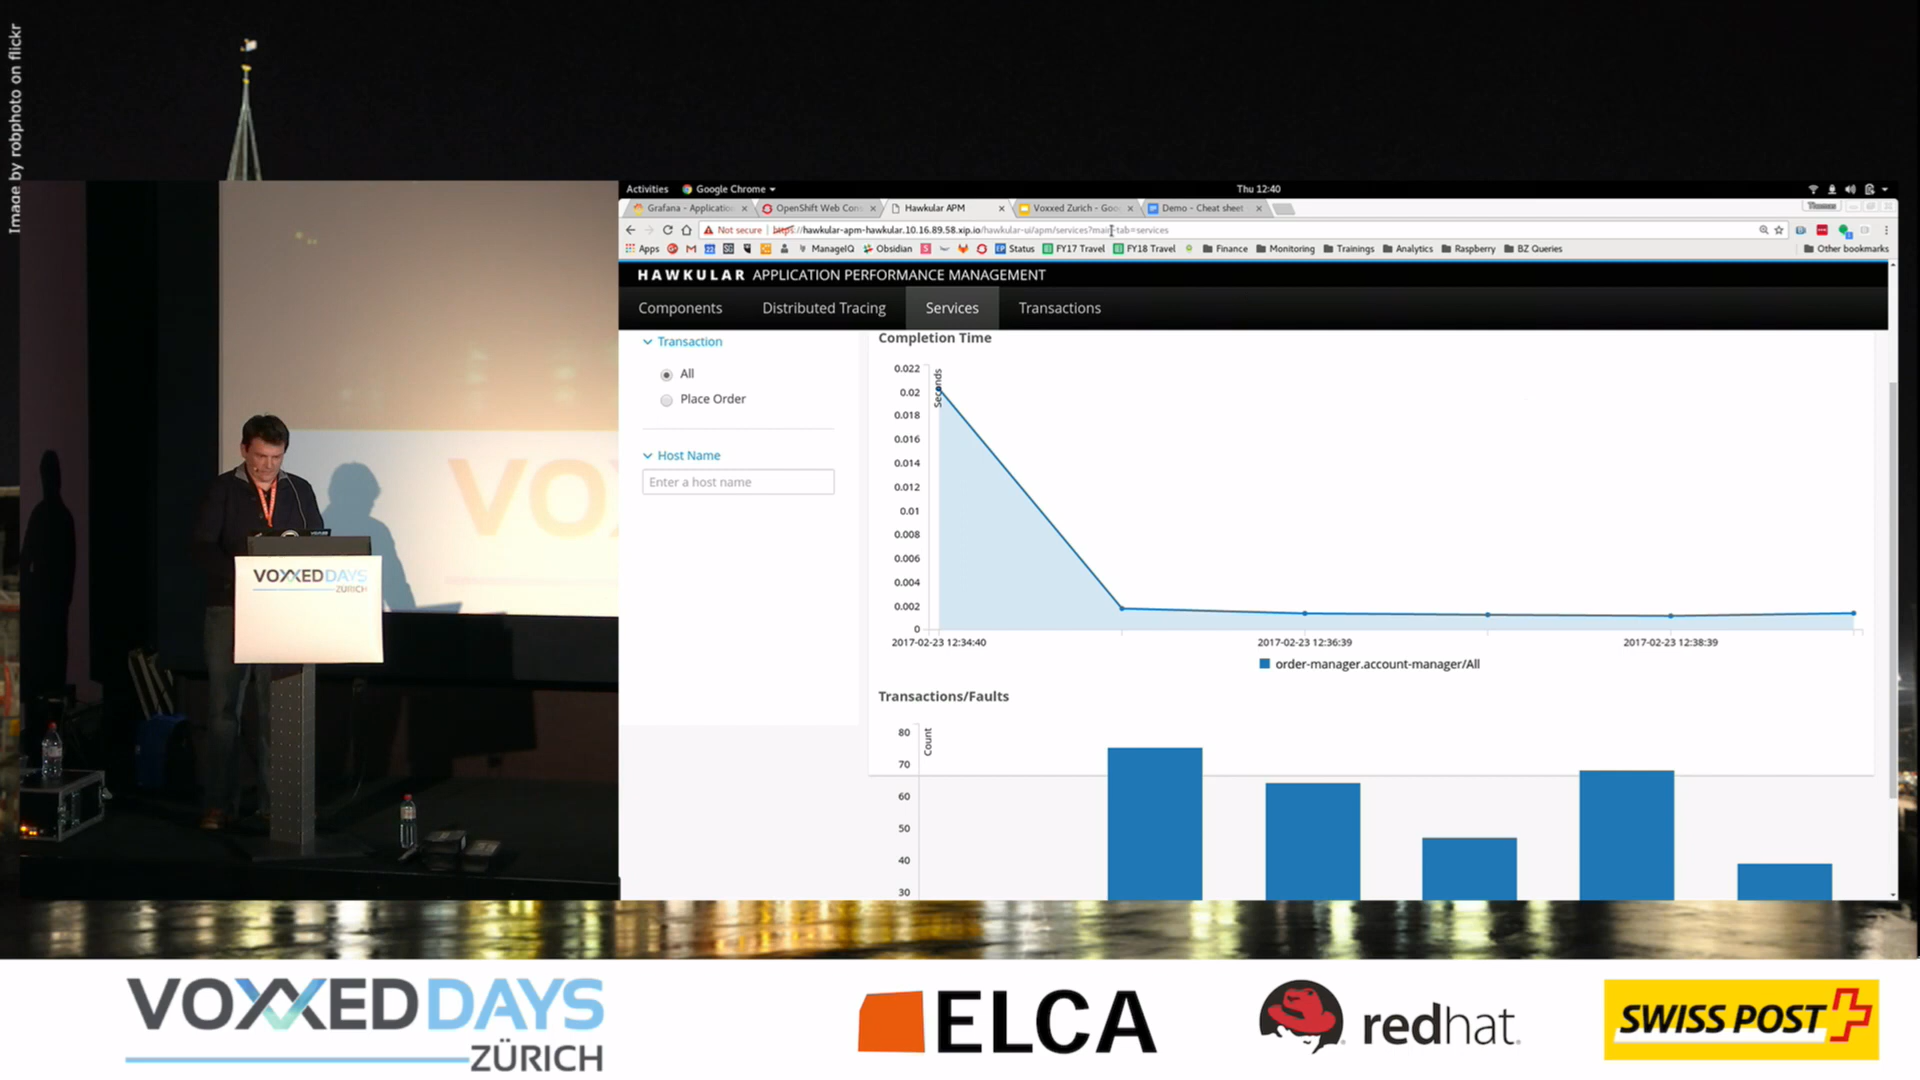 Image by robphoto on flickr
Activities
Google Chrome
Thu 12:40
Grafana - Application
OpenShift Web Con
Hawkular APM
Voxxed Zurich - Goo
Demo - Cheat sheet
Thomas
Not secure
https://hawkular-apm-hawkular.10.16.89.58.xip.io/hawkular-ui/apm/services?main-tab=services
Apps
ManageIQ
Obsidian
Status
FY17 Travel
FY18 Travel
Finance
Monitoring
Trainings
Analytics
Raspberry
BZ Queries
Other bookmarks
HAWKULAR APPLICATION PERFORMANCE MANAGEMENT
Components
Distributed Tracing
Services
Transactions
Transaction
All
Place Order
Host Name
Enter a host name
Completion Time
Seconds
0.022
0.02
0.018
0.016
0.014
0.012
0.01
0.008
0.006
0.004
0.002
0
2017-02-23 12:34:40
2017-02-23 12:36:39
2017-02-23 12:38:39
order-manager.account-manager/All
Transactions/Faults
Count
80
70
60
50
40
30
VO
VOXXEDDAYS
ZÜRICH
VOXXEDDAYS
ZÜRICH
ELCA
redhat.
SWISS POST